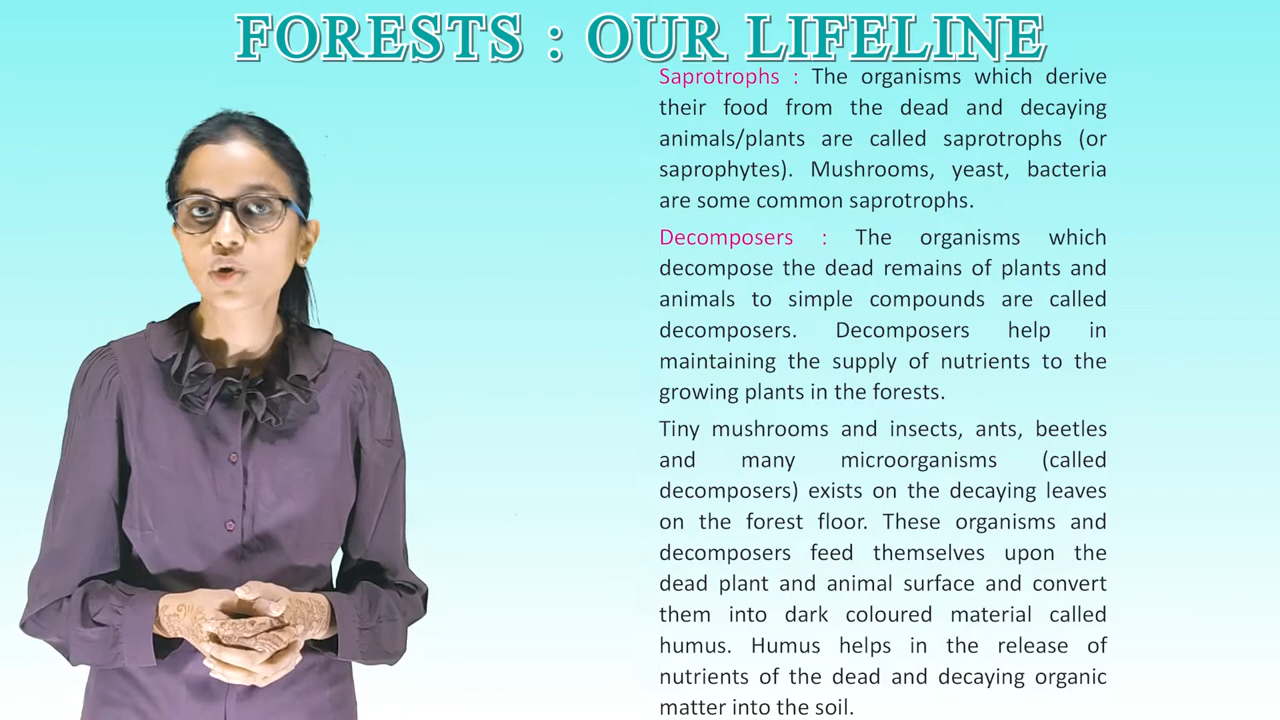 FORESTS : OUR LIFELINE
Saprotrophs : The organisms which derive
their food from the dead and decaying
animals/plants are called saprotrophs (or
saprophytes). Mushrooms, yeast, bacteria
are some common saprotrophs.
Decomposers : The organisms which
decompose the dead remains of plants and
animals to simple compounds are called
decomposers. Decomposers help in
maintaining the supply of nutrients to the
growing plants in the forests.
Tiny mushrooms and insects, ants, beetles
and many microorganisms (called
decomposers) exists on the decaying leaves
on the forest floor. These organisms and
decomposers feed themselves upon the
dead plant and animal surface and convert
them into dark coloured material called
humus. Humus helps in the release of
nutrients of the dead and decaying organic
matter into the soil.